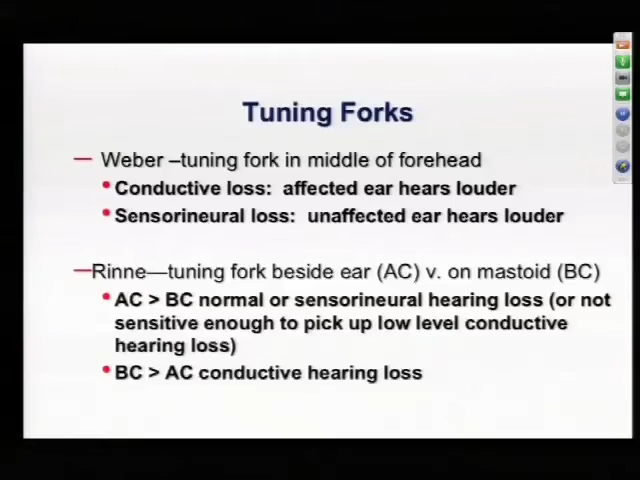 Tuning Forks
— Weber –tuning fork in middle of forehead
• Conductive loss: affected ear hears louder
• Sensorineural loss: unaffected ear hears louder
—Rinne—tuning fork beside ear (AC) v. on mastoid (BC)
• AC > BC normal or sensorineural hearing loss (or not
sensitive enough to pick up low level conductive
hearing loss)
• BC > AC conductive hearing loss